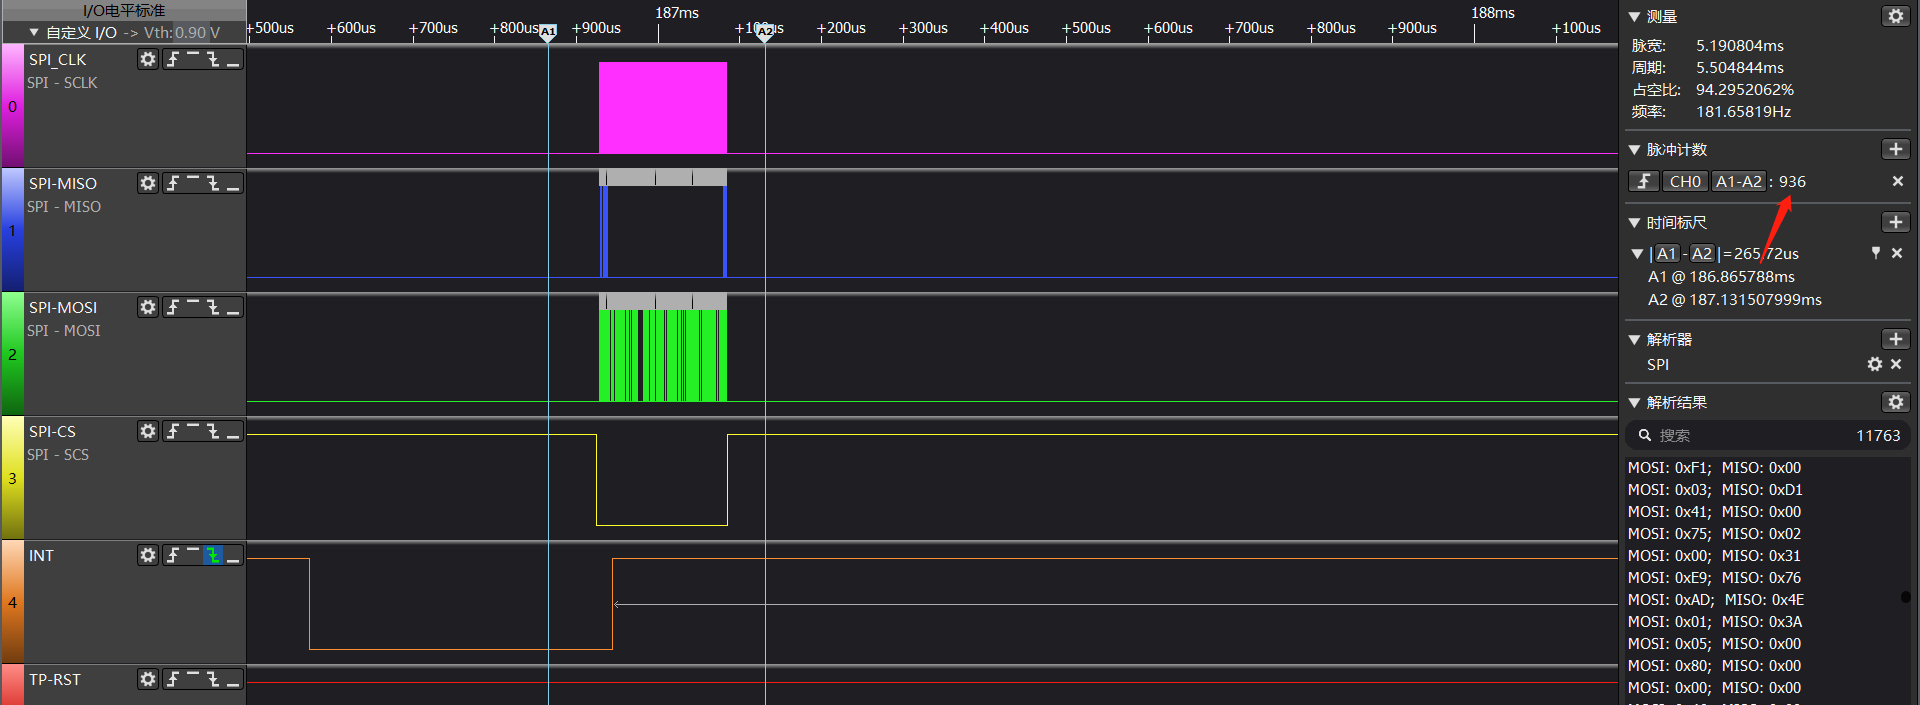 I/O电平标准
自定义 I/O -> Vth:0.90 V
187ms 188ms
+500us +600us +700us +800us A1 +900us +100us A2 +200us +300us +400us +500us +600us +700us +800us +900us +100us
SPI_CLK
SPI - SCLK
0
SPI-MISO
SPI - MISO
1
SPI-MOSI
SPI - MOSI
2
SPI-CS
SPI - SCS
3
INT
4
TP-RST
测量
脉宽: 5.190804ms
周期: 5.504844ms
占空比: 94.2952062%
频率: 181.65819Hz
脉冲计数
CH0 A1-A2 : 936
时间标尺
|A1 - A2|=265.72us
A1 @ 186.865788ms
A2 @ 187.131507999ms
解析器
SPI
解析结果
搜索 11763
MOSI: 0xF1; MISO: 0x00
MOSI: 0x03; MISO: 0xD1
MOSI: 0x41; MISO: 0x00
MOSI: 0x75; MISO: 0x02
MOSI: 0x00; MISO: 0x31
MOSI: 0xE9; MISO: 0x76
MOSI: 0xAD; MISO: 0x4E
MOSI: 0x01; MISO: 0x3A
MOSI: 0x05; MISO: 0x00
MOSI: 0x80; MISO: 0x00
MOSI: 0x00; MISO: 0x00